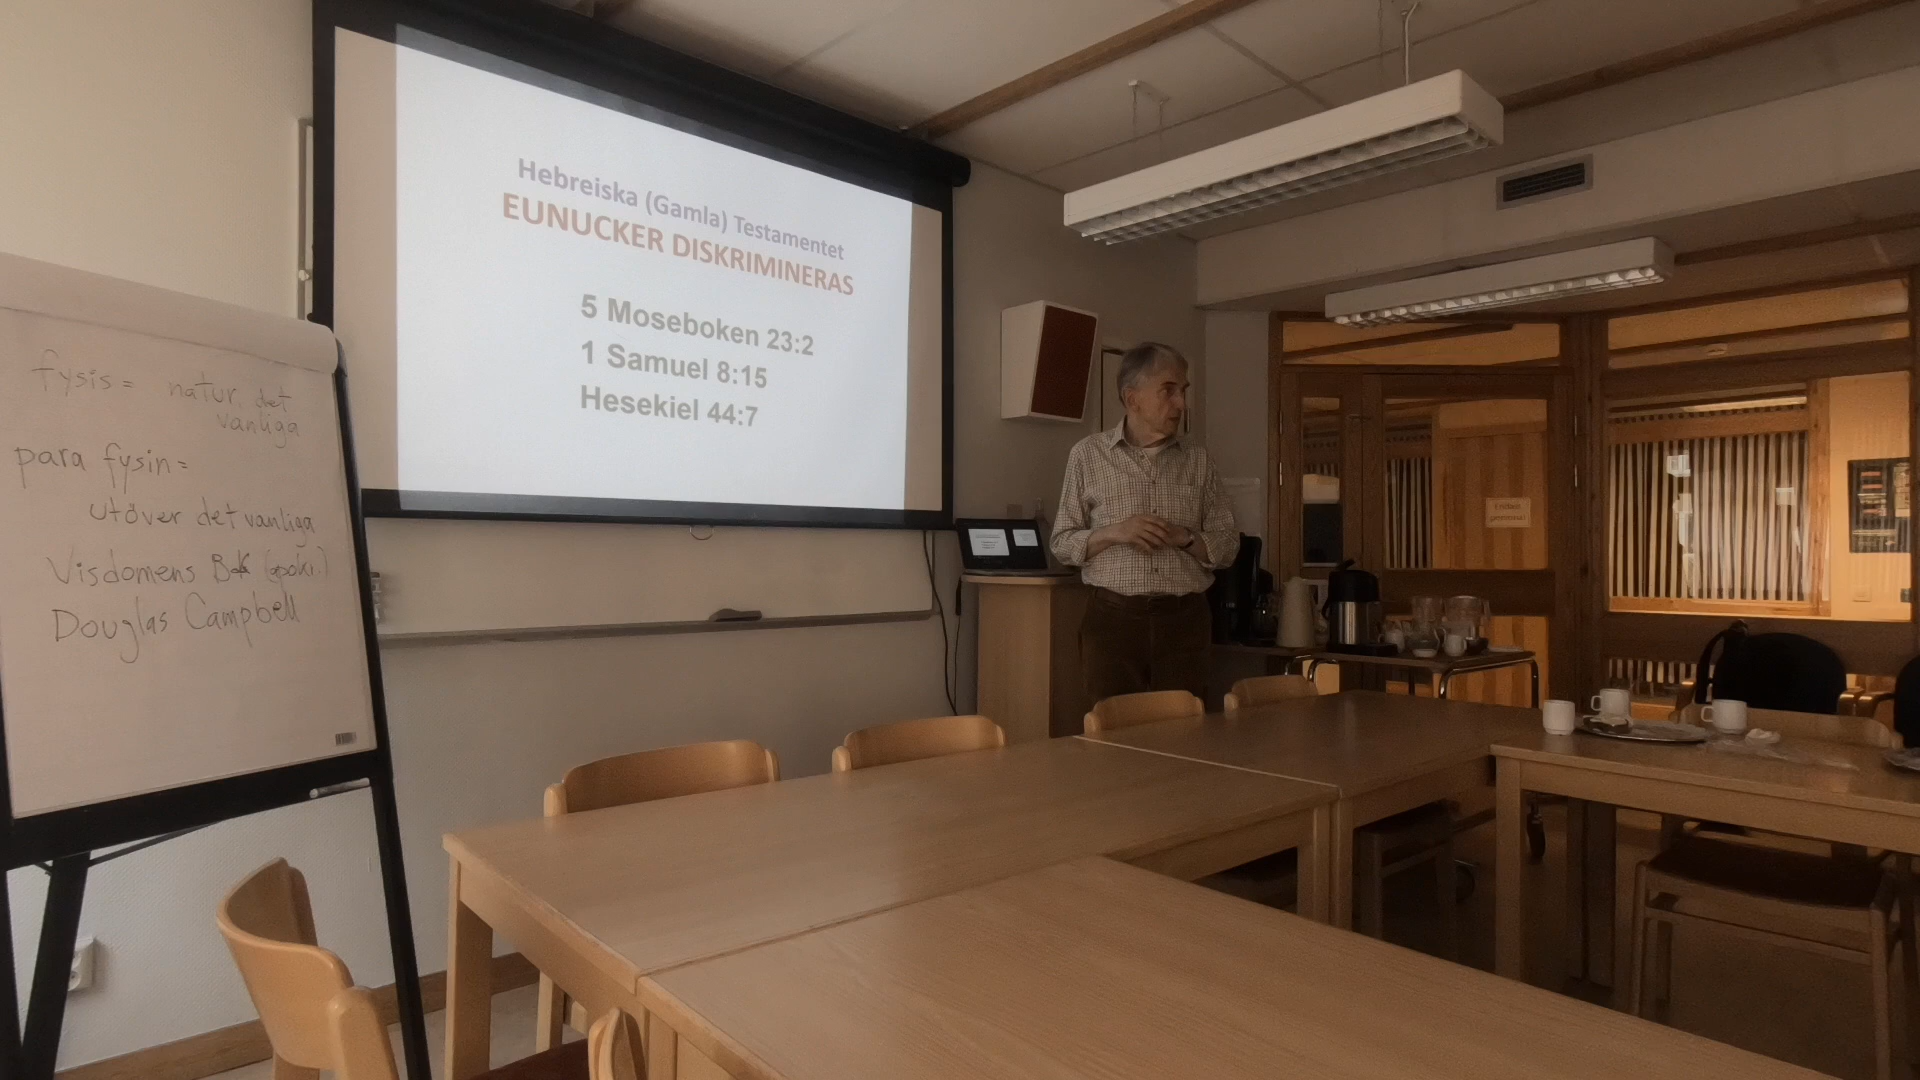 Hebreiska (Gamla) Testamentet
EUNUCKER DISKRIMINERAS
5 Moseboken 23:2
1 Samuel 8:15
Hesekiel 44:7
fysis = natur, det
vanliga
para fysin =
utöver det vanliga
Visdomens Bok (apokr.)
Douglas Campbell